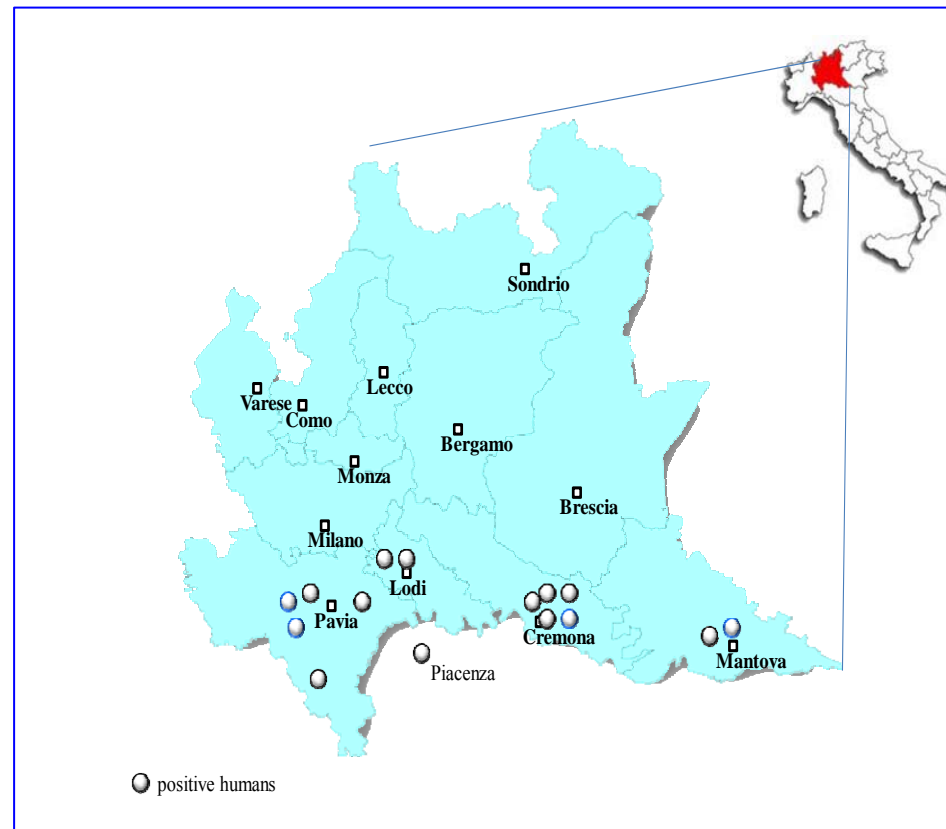 Sondrio
Lecco
Varese
Como
Bergamo
Monza
Brescia
Milano
Lodi
Pavia
Cremona
Mantova
Piacenza
positive humans